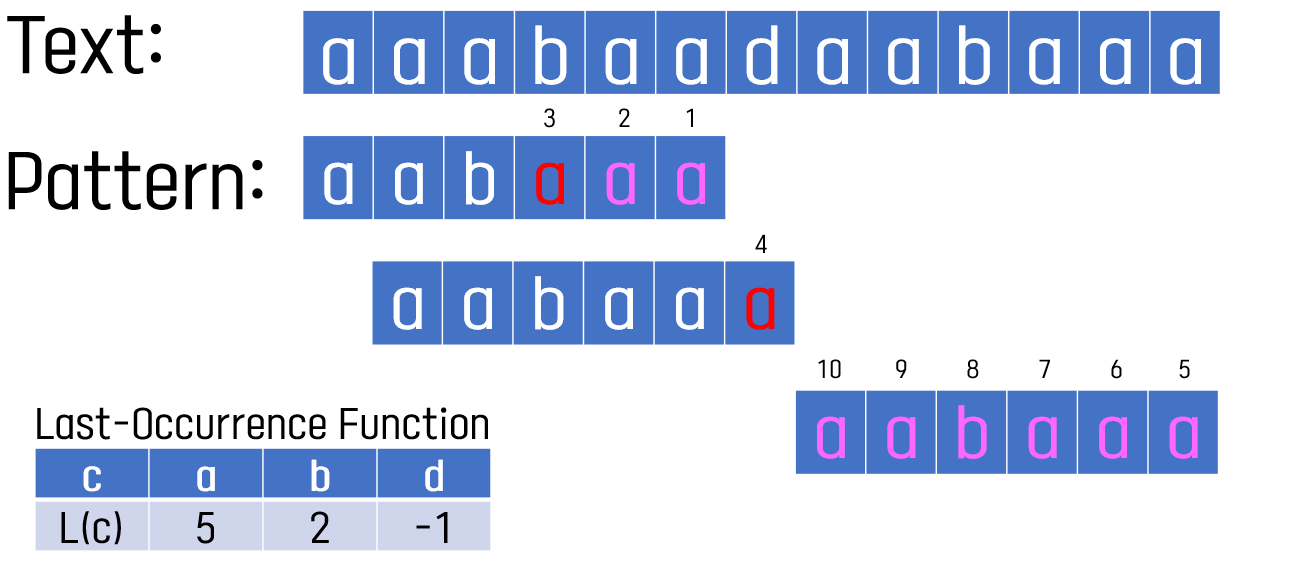 Text: a a a b a a d a a b a a a
3 2 1
Pattern: a a b a a a
4
a a b a a a
10 9 8 7 6 5
a a b a a a
Last-Occurrence Function
c a b d
L(c) 5 2 -1